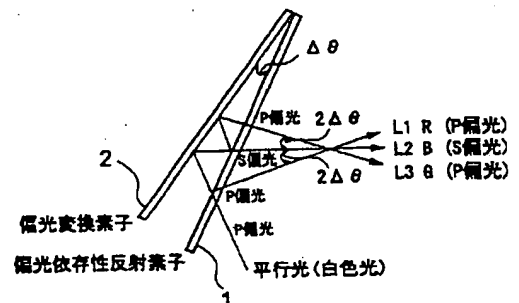 Δθ
P偏光
2Δθ
L1 R (P偏光)
L2 B (S偏光)
L3 G (P偏光)
S偏光
2Δθ
2
P偏光
偏光変換素子
P偏光
偏光依存性反射素子
平行光(白色光)
1